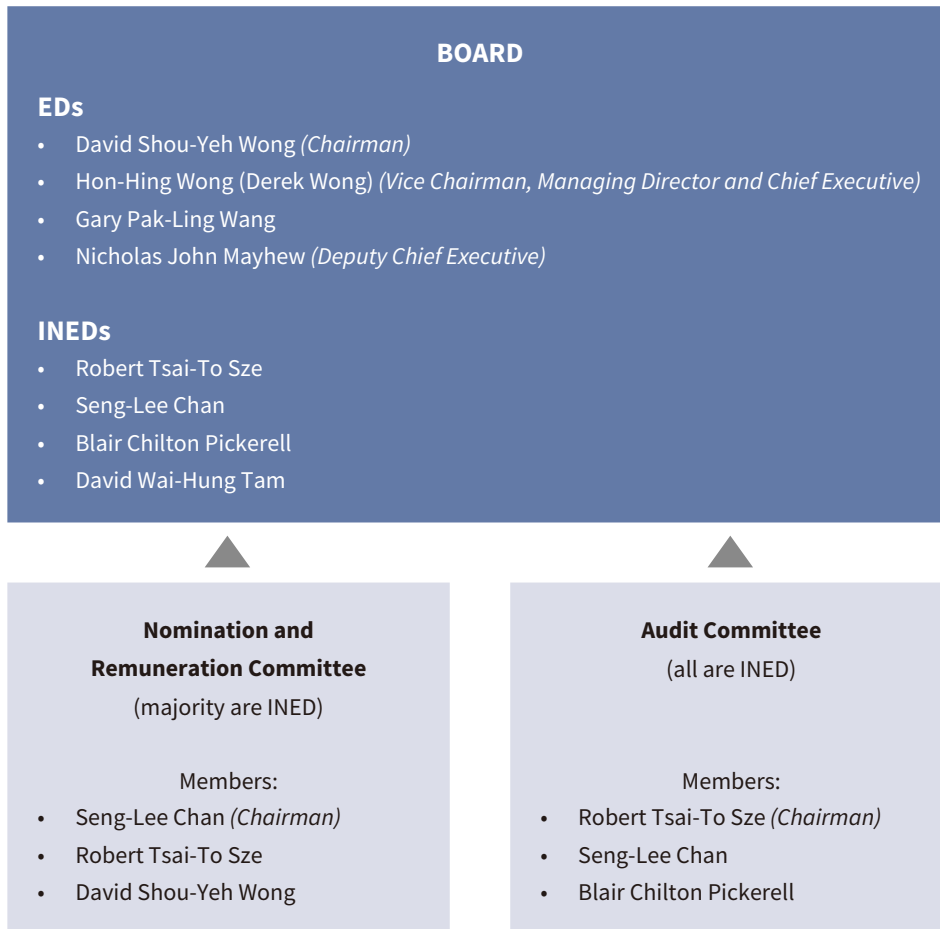 BOARD
EDs
• David Shou-Yeh Wong (Chairman)
• Hon-Hing Wong (Derek Wong) (Vice Chairman, Managing Director and Chief Executive)
• Gary Pak-Ling Wang
• Nicholas John Mayhew (Deputy Chief Executive)
INEDs
• Robert Tsai-To Sze
• Seng-Lee Chan
• Blair Chilton Pickerell
• David Wai-Hung Tam
Nomination and
Remuneration Committee
(majority are INED)
Members:
• Seng-Lee Chan (Chairman)
• Robert Tsai-To Sze
• David Shou-Yeh Wong
Audit Committee
(all are INED)
Members:
• Robert Tsai-To Sze (Chairman)
• Seng-Lee Chan
• Blair Chilton Pickerell